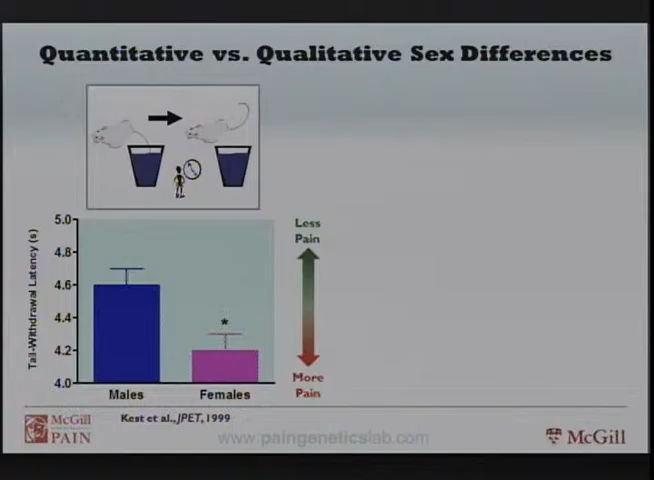 Quantitative vs. Qualitative Sex Differences
Tail-Withdrawal Latency (s)
5.0
4.8
4.6
4.4
4.2
4.0
*
Males
Females
Less
Pain
More
Pain
Kest et al., JPET, 1999
McGill
PAIN
www.paingeneticslab.com
McGill